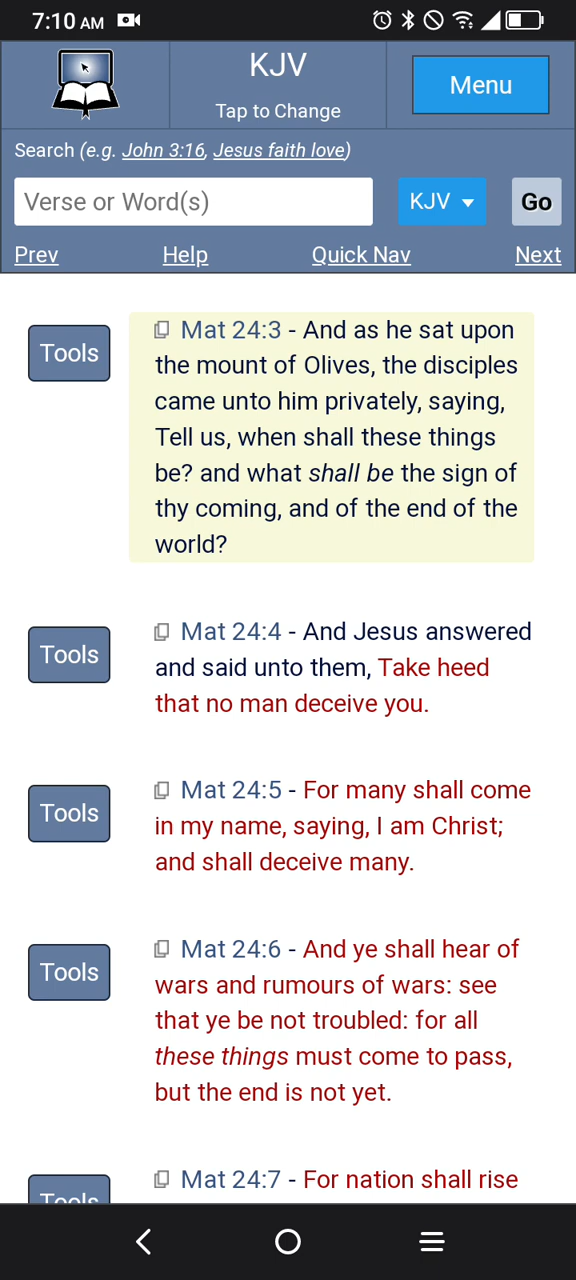 7:10 AM
KJV
Tap to Change
Menu
Search (e.g. John 3:16, Jesus faith love)
Verse or Word(s)
KJV
Go
Prev
Help
Quick Nav
Next
Tools
Mat 24:3 - And as he sat upon
the mount of Olives, the disciples
came unto him privately, saying,
Tell us, when shall these things
be? and what shall be the sign of
thy coming, and of the end of the
world?
Tools
Mat 24:4 - And Jesus answered
and said unto them, Take heed
that no man deceive you.
Tools
Mat 24:5 - For many shall come
in my name, saying, I am Christ;
and shall deceive many.
Tools
Mat 24:6 - And ye shall hear of
wars and rumours of wars: see
that ye be not troubled: for all
these things must come to pass,
but the end is not yet.
Tools
Mat 24:7 - For nation shall rise